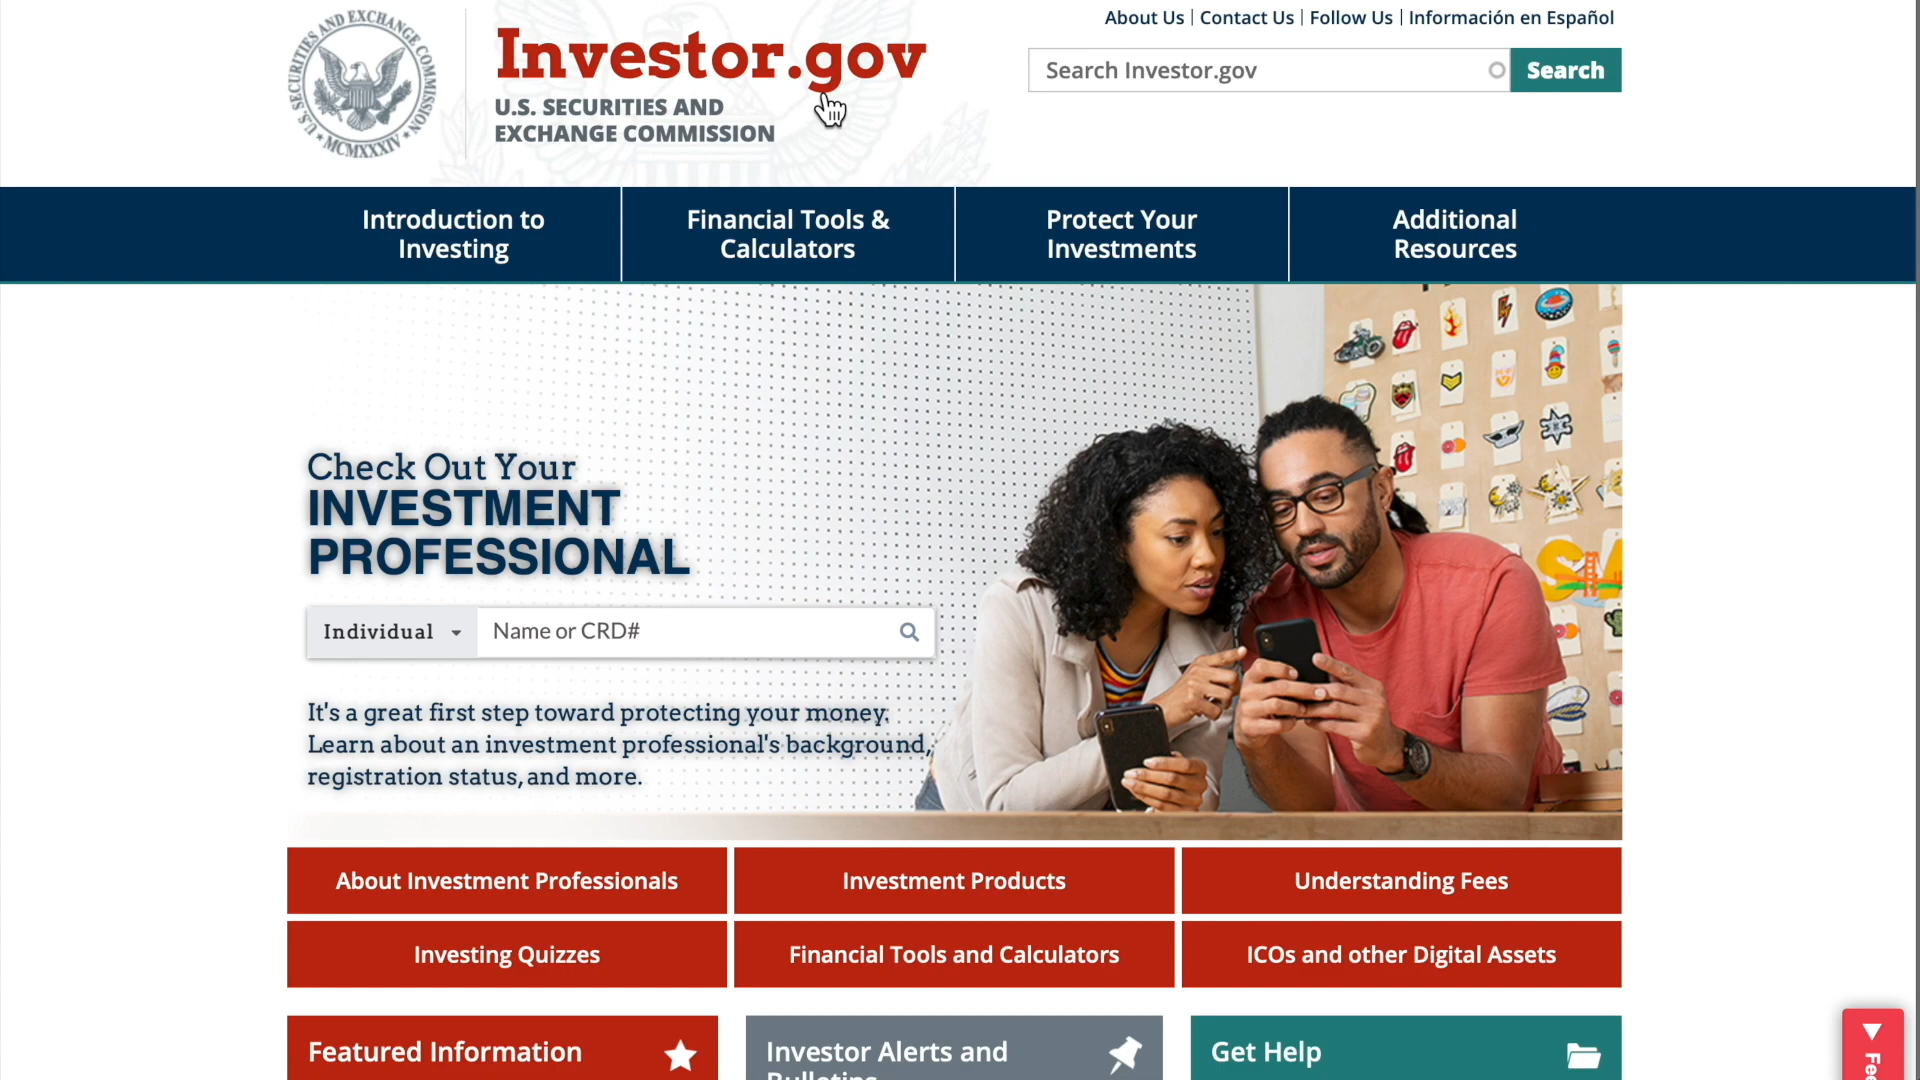 About Us | Contact Us | Follow Us | Información en Español
U.S. SECURITIES AND EXCHANGE COMMISSION
MCMXXXIV
Investor.gov
U.S. SECURITIES AND
EXCHANGE COMMISSION
Search Investor.gov
Search
Introduction to
Investing
Financial Tools &
Calculators
Protect Your
Investments
Additional
Resources
Check Out Your
INVESTMENT
PROFESSIONAL
Individual
Name or CRD#
It's a great first step toward protecting your money.
Learn about an investment professional's background,
registration status, and more.
About Investment Professionals
Investment Products
Understanding Fees
Investing Quizzes
Financial Tools and Calculators
ICOs and other Digital Assets
Featured Information
Investor Alerts and
Bulletins
Get Help